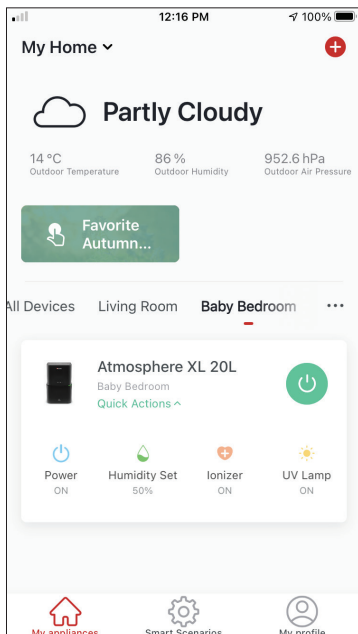 12:16 PM
100%
My Home
Partly Cloudy
14 °C
Outdoor Temperature
86 %
Outdoor Humidity
952.6 hPa
Outdoor Air Pressure
Favorite
Autumn...
All Devices
Living Room
Baby Bedroom
...
Atmosphere XL 20L
Baby Bedroom
Quick Actions
Power
ON
Humidity Set
50%
Ionizer
ON
UV Lamp
ON
My appliances
Smart Scenarios
My profile